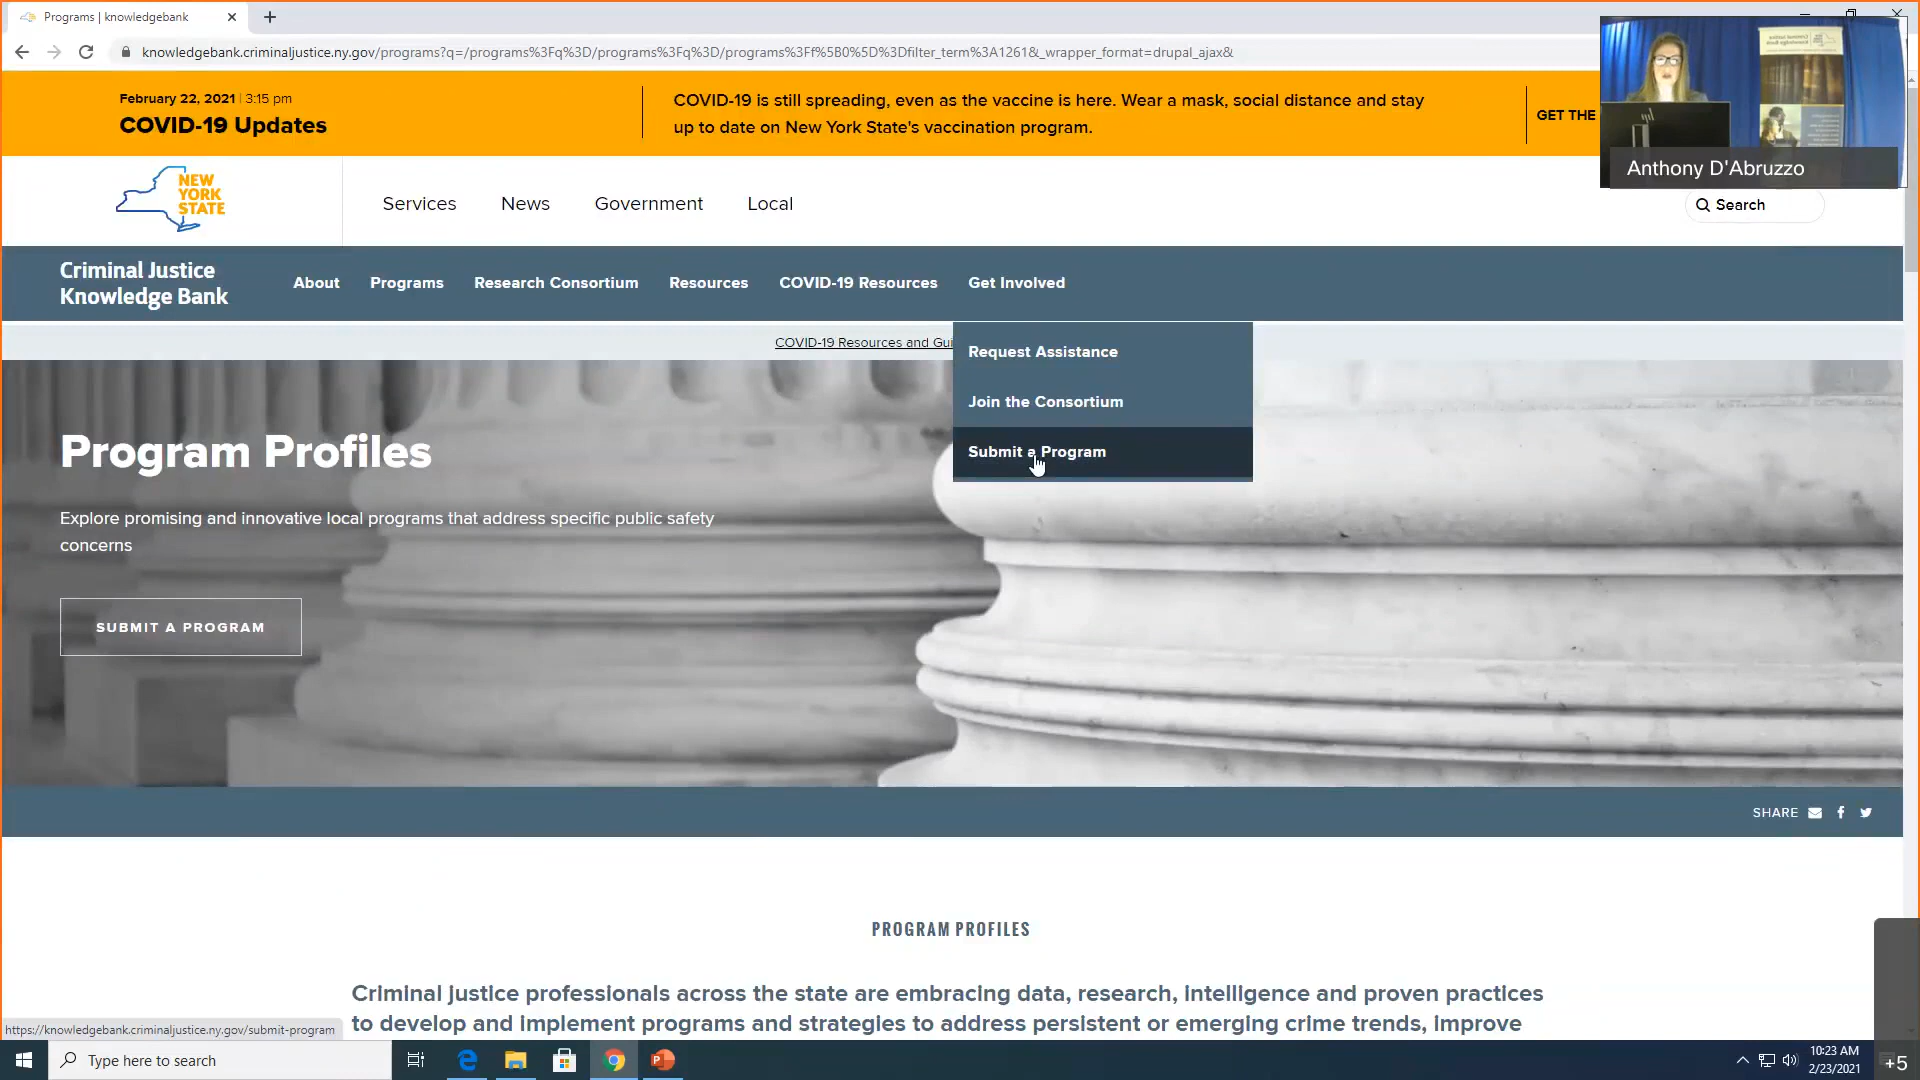 Programs | knowledgebank
knowledgebank.criminaljustice.ny.gov/programs?q=/programs%3Fq%3D/programs%3Fq%3D/programs%3Ff%5B0%5D%3Dfilter_term%3A1261&_wrapper_format=drupal_ajax&
February 22, 2021 | 3:15 pm
COVID-19 Updates
COVID-19 is still spreading, even as the vaccine is here. Wear a mask, social distance and stay
up to date on New York State's vaccination program.
GET THE
Anthony D'Abruzzo
NEW
YORK
STATE
Services
News
Government
Local
Search
Criminal Justice
Knowledge Bank
About
Programs
Research Consortium
Resources
COVID-19 Resources
Get Involved
COVID-19 Resources and Gui
Request Assistance
Join the Consortium
Submit a Program
Program Profiles
Explore promising and innovative local programs that address specific public safety
concerns
SUBMIT A PROGRAM
SHARE
PROGRAM PROFILES
Criminal justice professionals across the state are embracing data, research, intelligence and proven practices
to develop and implement programs and strategies to address persistent or emerging crime trends, improve
https://knowledgebank.criminaljustice.ny.gov/submit-program
Type here to search
10:23 AM
2/23/2021
+5